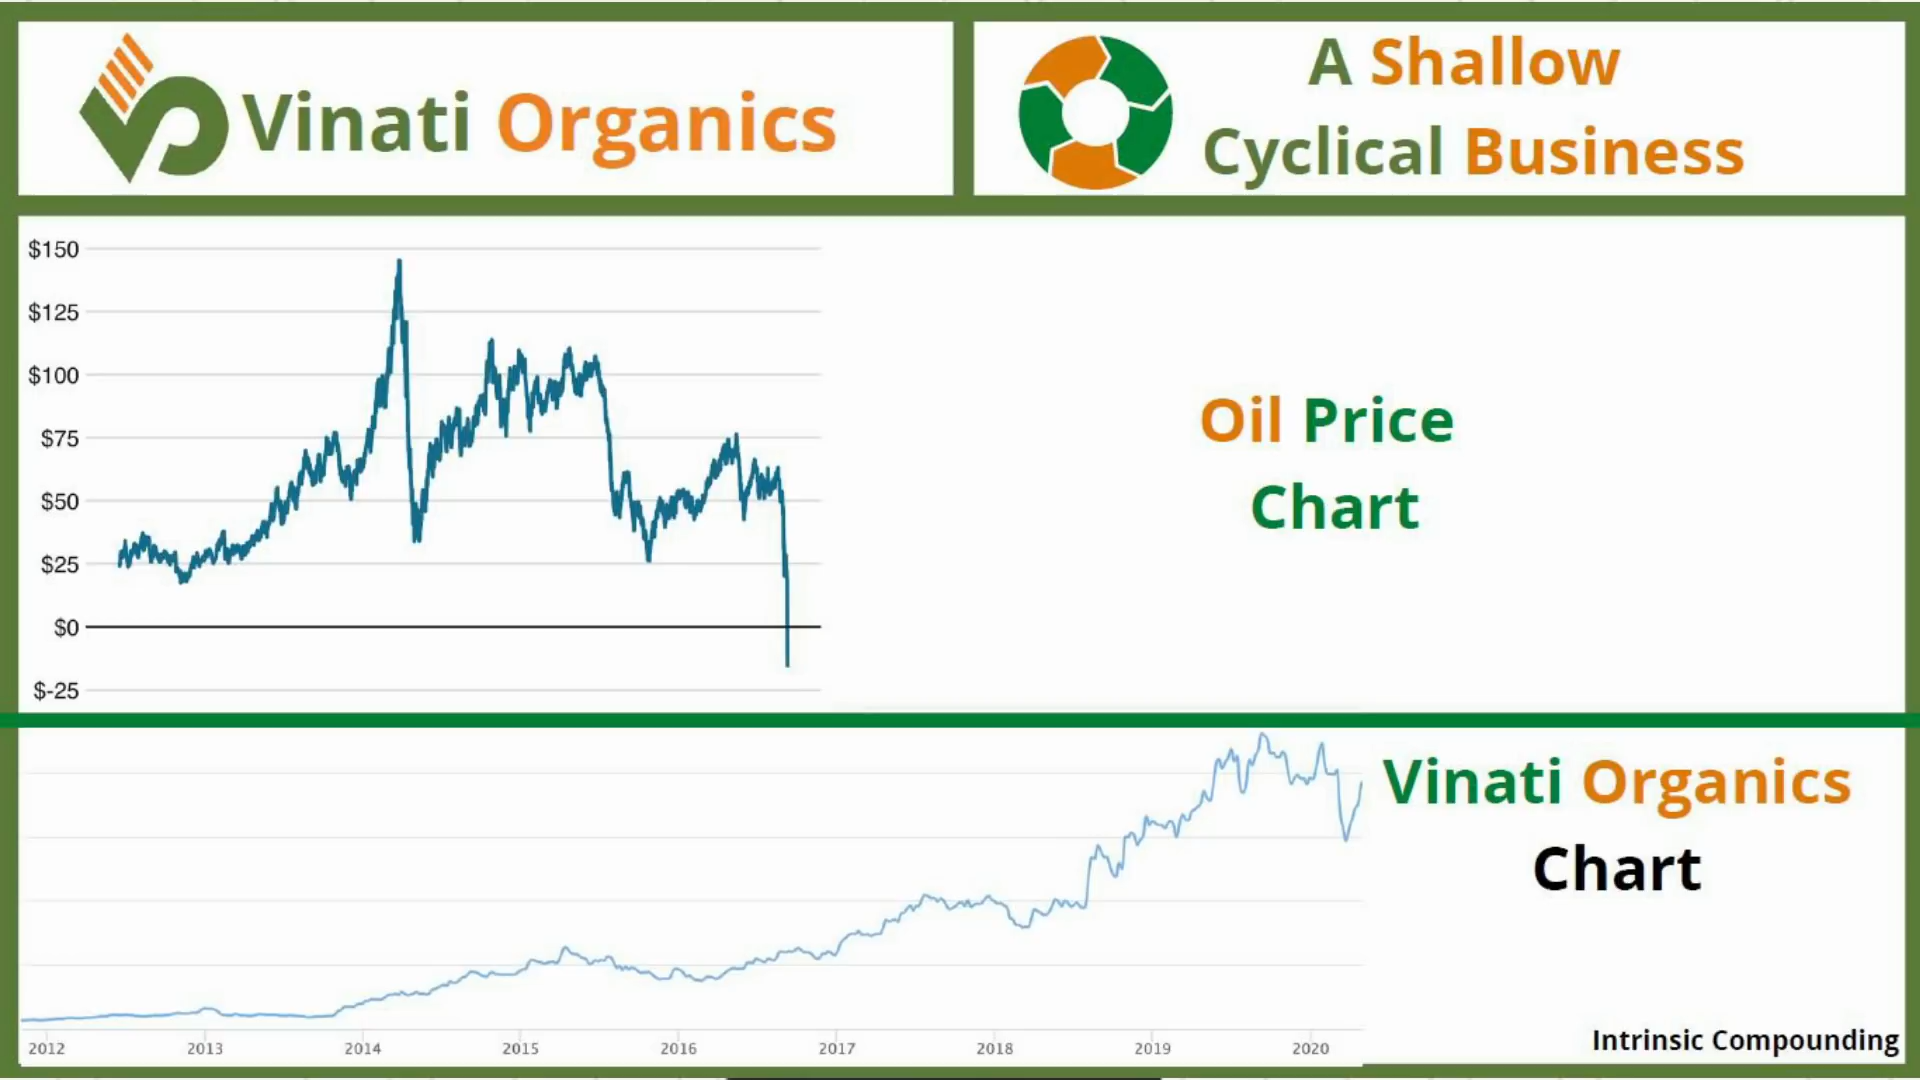 Vinati Organics
A Shallow
Cyclical Business
$150
$125
$100
$75
$50
$25
$0
$-25
Oil Price
Chart
Vinati Organics
Chart
2012 2013 2014 2015 2016 2017 2018 2019 2020
Intrinsic Compounding